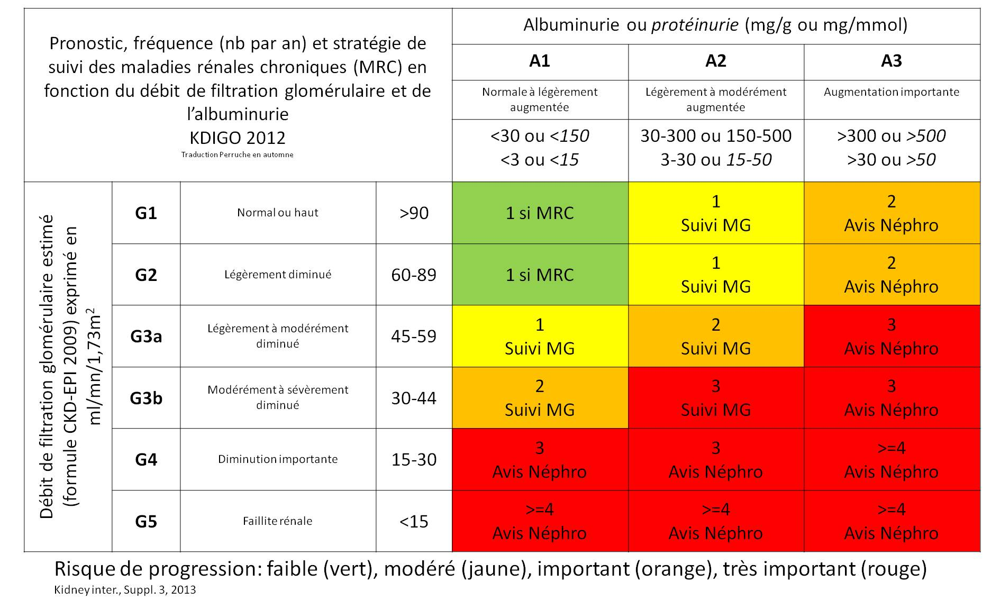 Pronostic, fréquence (nb par an) et stratégie de
suivi des maladies rénales chroniques (MRC) en
fonction du débit de filtration glomérulaire et de
l’albuminurie
KDIGO 2012
Traduction Perruche en automne
Albuminurie ou protéinurie (mg/g ou mg/mmol)
A1
A2
A3
Normale à légèrement
augmentée
Légèrement à modérément
augmentée
Augmentation importante
<30 ou <150
<3 ou <15
30-300 ou 150-500
3-30 ou 15-50
>300 ou >500
>30 ou >50
Débit de filtration glomérulaire estimé
(formule CKD-EPI 2009) exprimé en
ml/mn/1,73m²
G1
Normal ou haut
>90
1 si MRC
1
Suivi MG
2
Avis Néphro
G2
Légèrement diminué
60-89
1 si MRC
1
Suivi MG
2
Avis Néphro
G3a
Légèrement à modérément
diminué
45-59
1
Suivi MG
2
Suivi MG
3
Avis Néphro
G3b
Modérément à sévèrement
diminué
30-44
2
Suivi MG
3
Suivi MG
3
Avis Néphro
G4
Diminution importante
15-30
3
Avis Néphro
3
Avis Néphro
>=4
Avis Néphro
G5
Faillite rénale
<15
>=4
Avis Néphro
>=4
Avis Néphro
>=4
Avis Néphro
Risque de progression: faible (vert), modéré (jaune), important (orange), très important (rouge)
Kidney inter., Suppl. 3, 2013